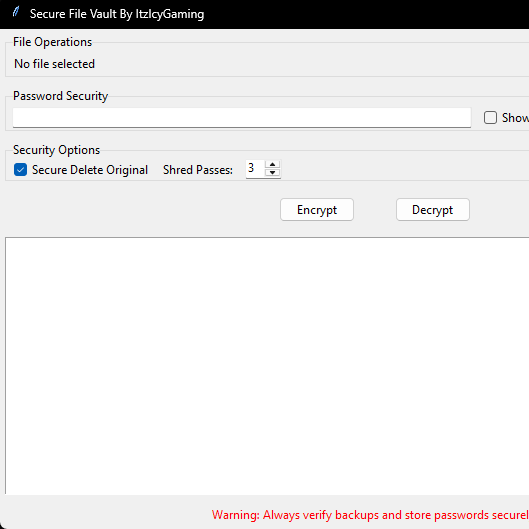 Secure File Vault By ItzIcyGaming
File Operations
No file selected
Password Security
Show
Security Options
Secure Delete Original Shred Passes: 3
Encrypt Decrypt
Warning: Always verify backups and store passwords securel